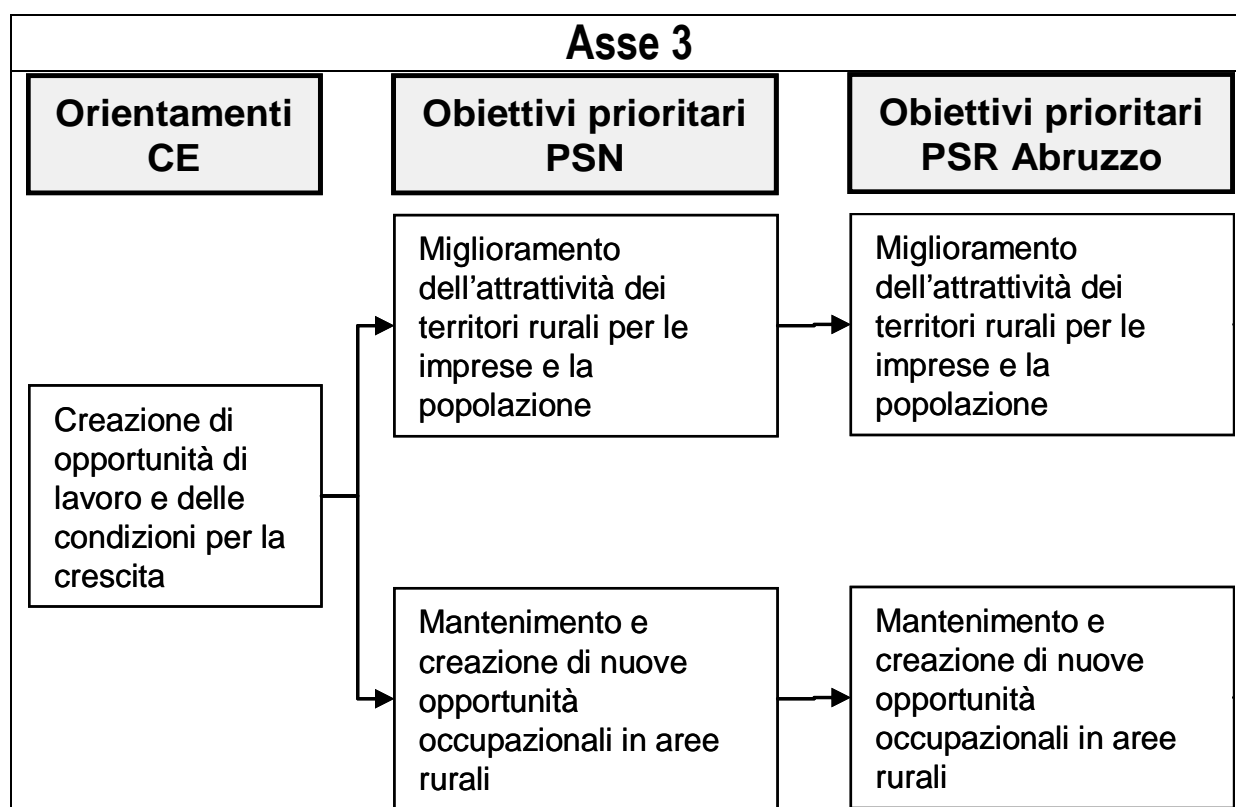 Asse 3
Orientamenti
CE
Obiettivi prioritari
PSN
Obiettivi prioritari
PSR Abruzzo
Creazione di
opportunità di
lavoro e delle
condizioni per la
crescita
Miglioramento
dell'attrattività dei
territori rurali per le
imprese e la
popolazione
Miglioramento
dell'attrattività dei
territori rurali per le
imprese e la
popolazione
Mantenimento e
creazione di nuove
opportunità
occupazionali in aree
rurali
Mantenimento e
creazione di nuove
opportunità
occupazionali in aree
rurali